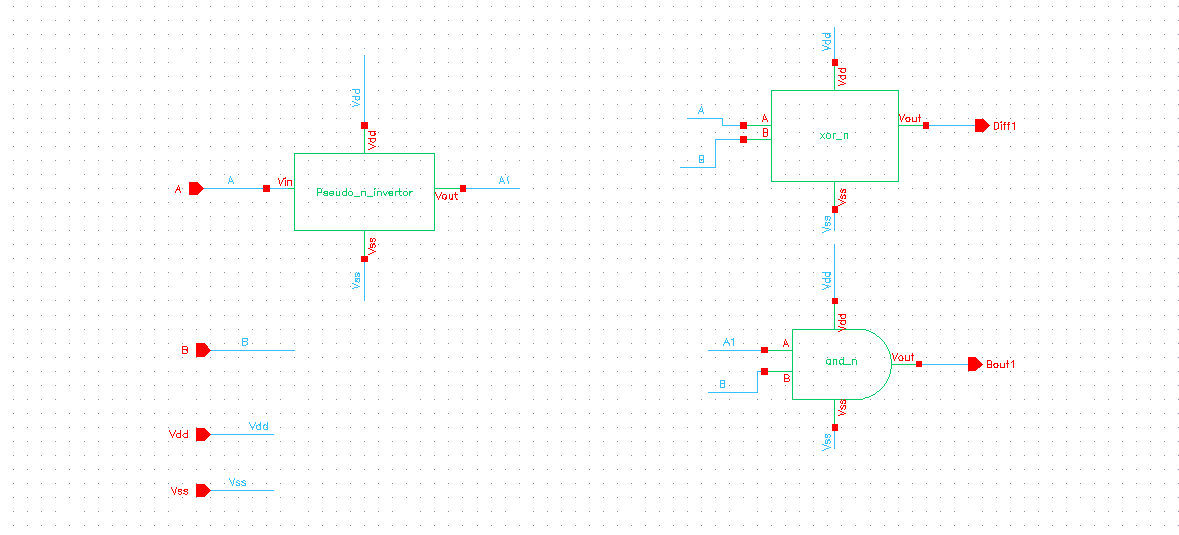 Vdd
Vdd
A
A
Vin
Pseudo_n_invertor
Vout
A1
Vss
Vss
B
B
Vdd
Vdd
Vss
Vss
Vdd
Vdd
A
A
B
B
xor_n
Vout
Diff1
Vss
Vss
Vdd
Vdd
A1
A
B
B
and_n
Vout
Bout1
Vss
Vss